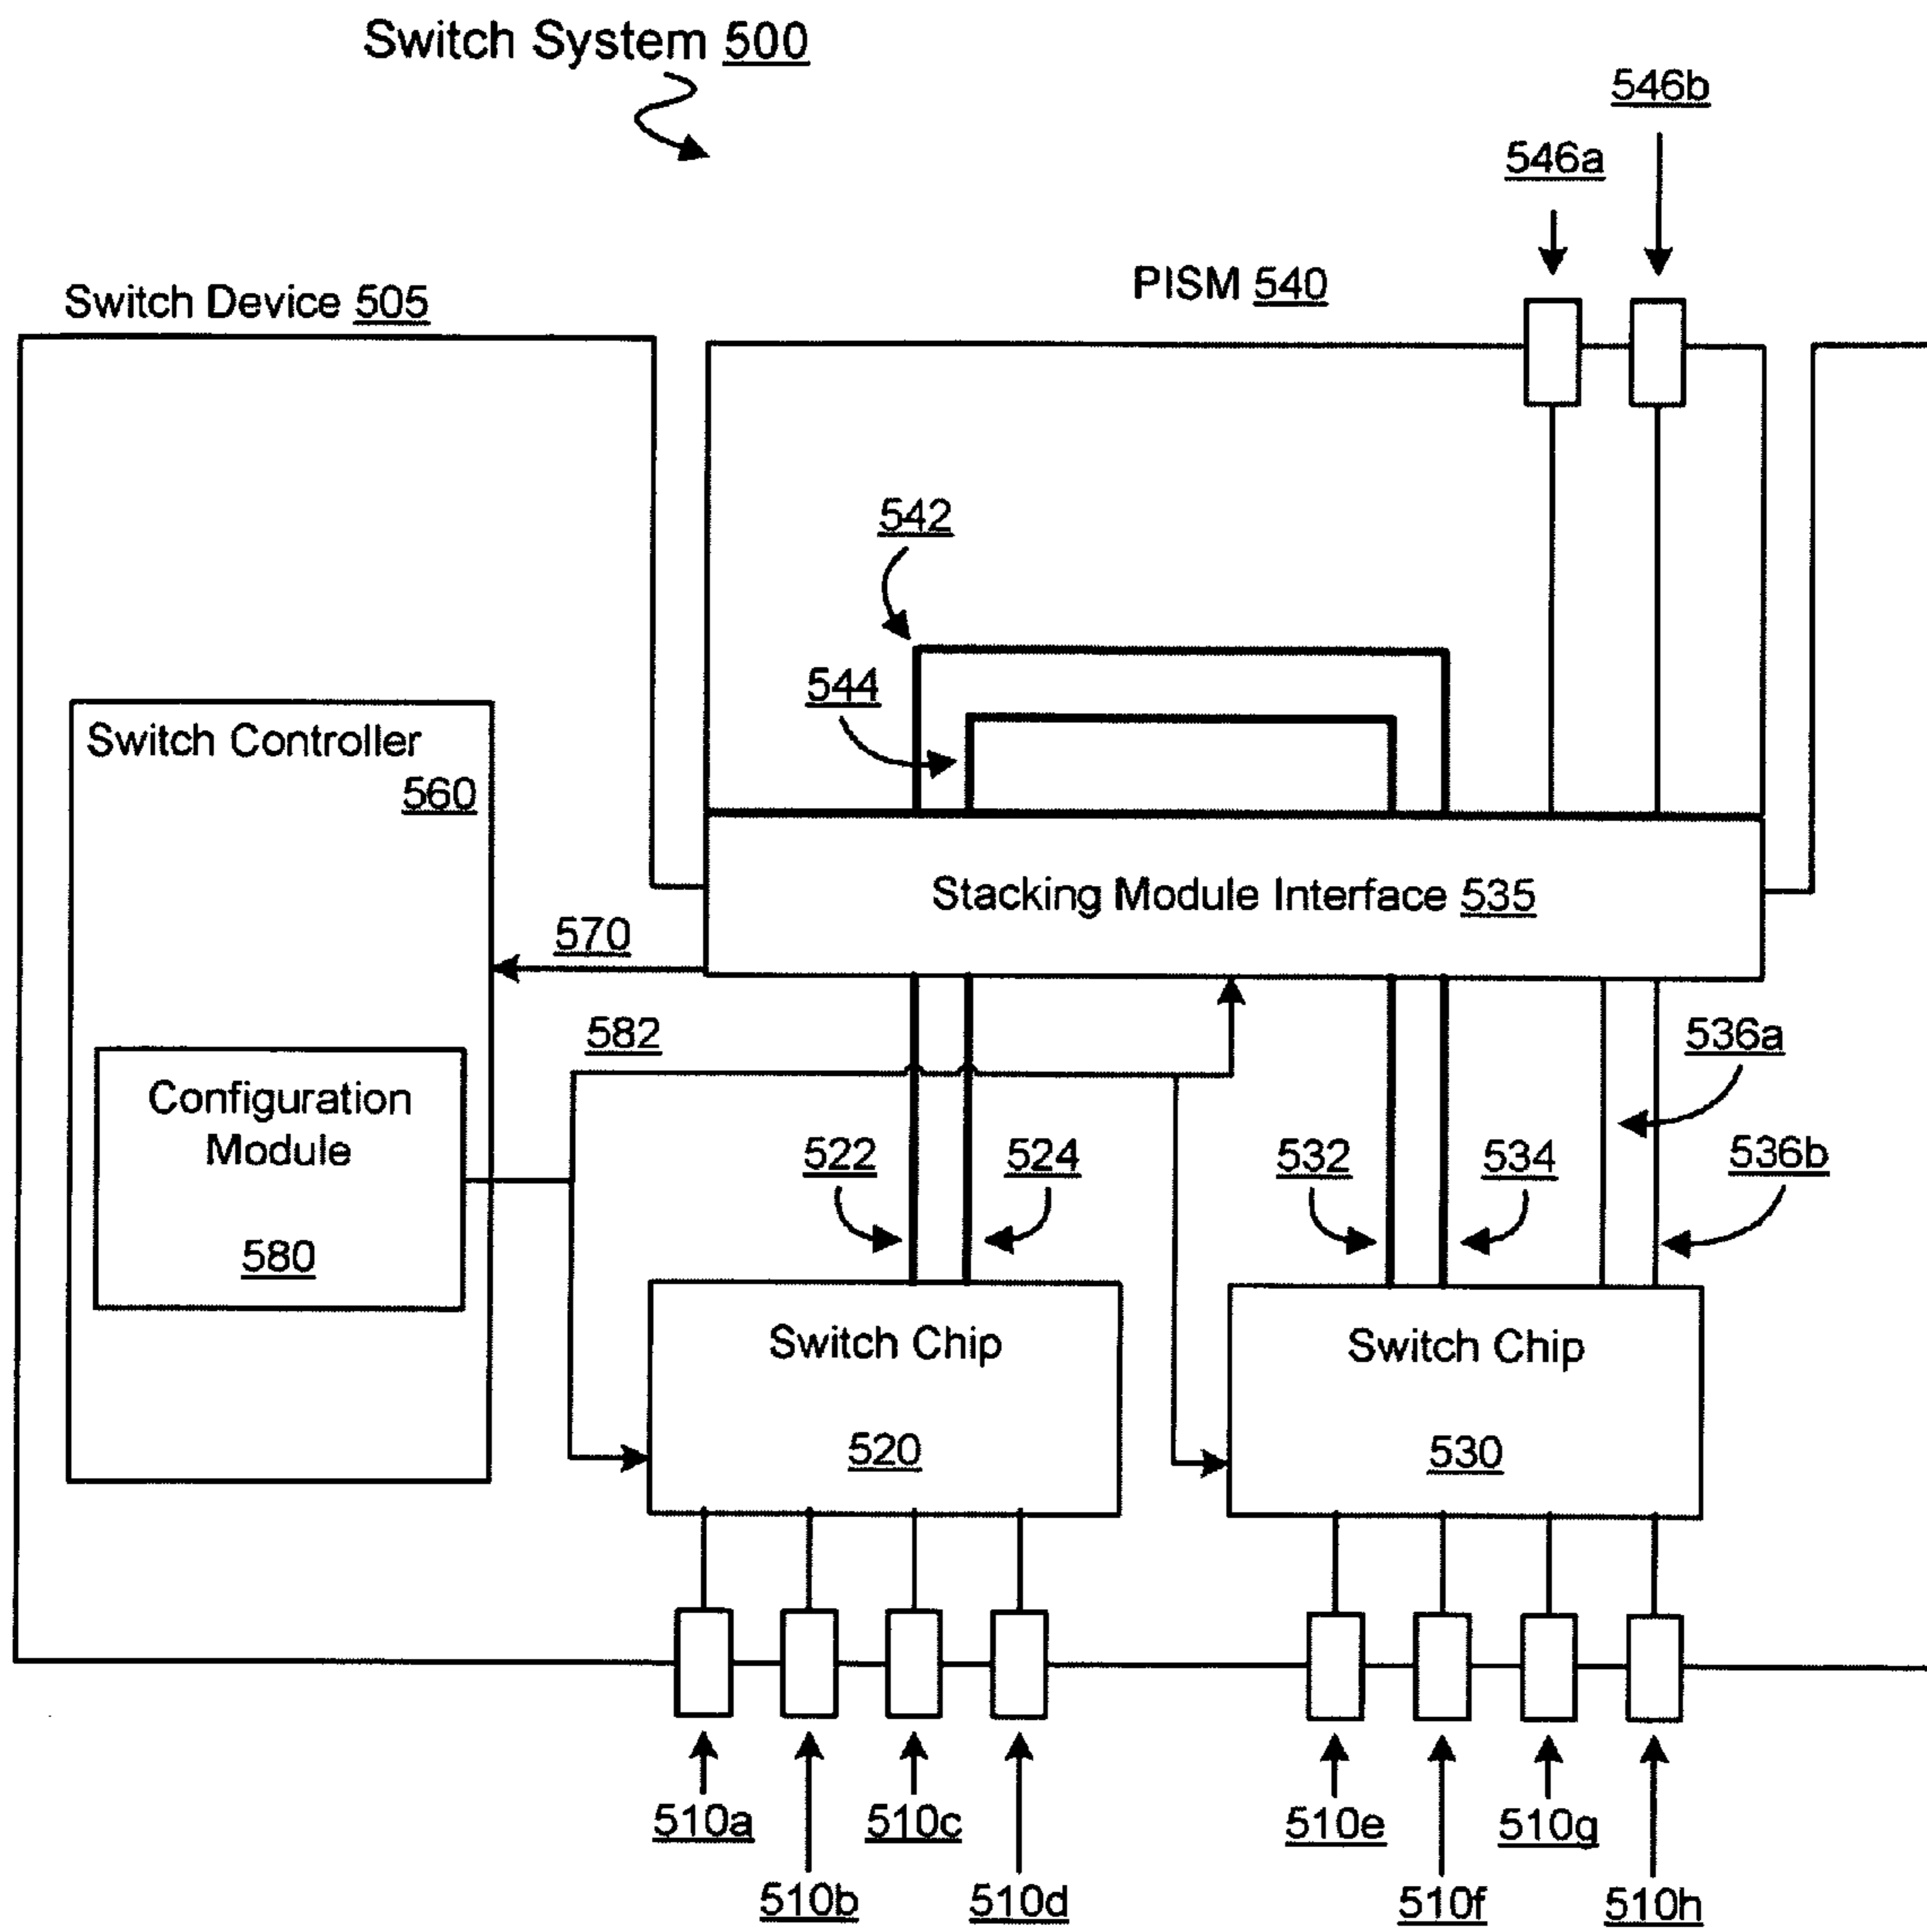 Switch System 500
546b
546a
PISM 540
Switch Device 505
542
544
Switch Controller
560
Stacking Module Interface 535
570
582
536a
Configuration
Module
580
522
524
532
534
536b
Switch Chip
520
Switch Chip
530
510a
510c
510e
510g
510b
510d
510f
510h